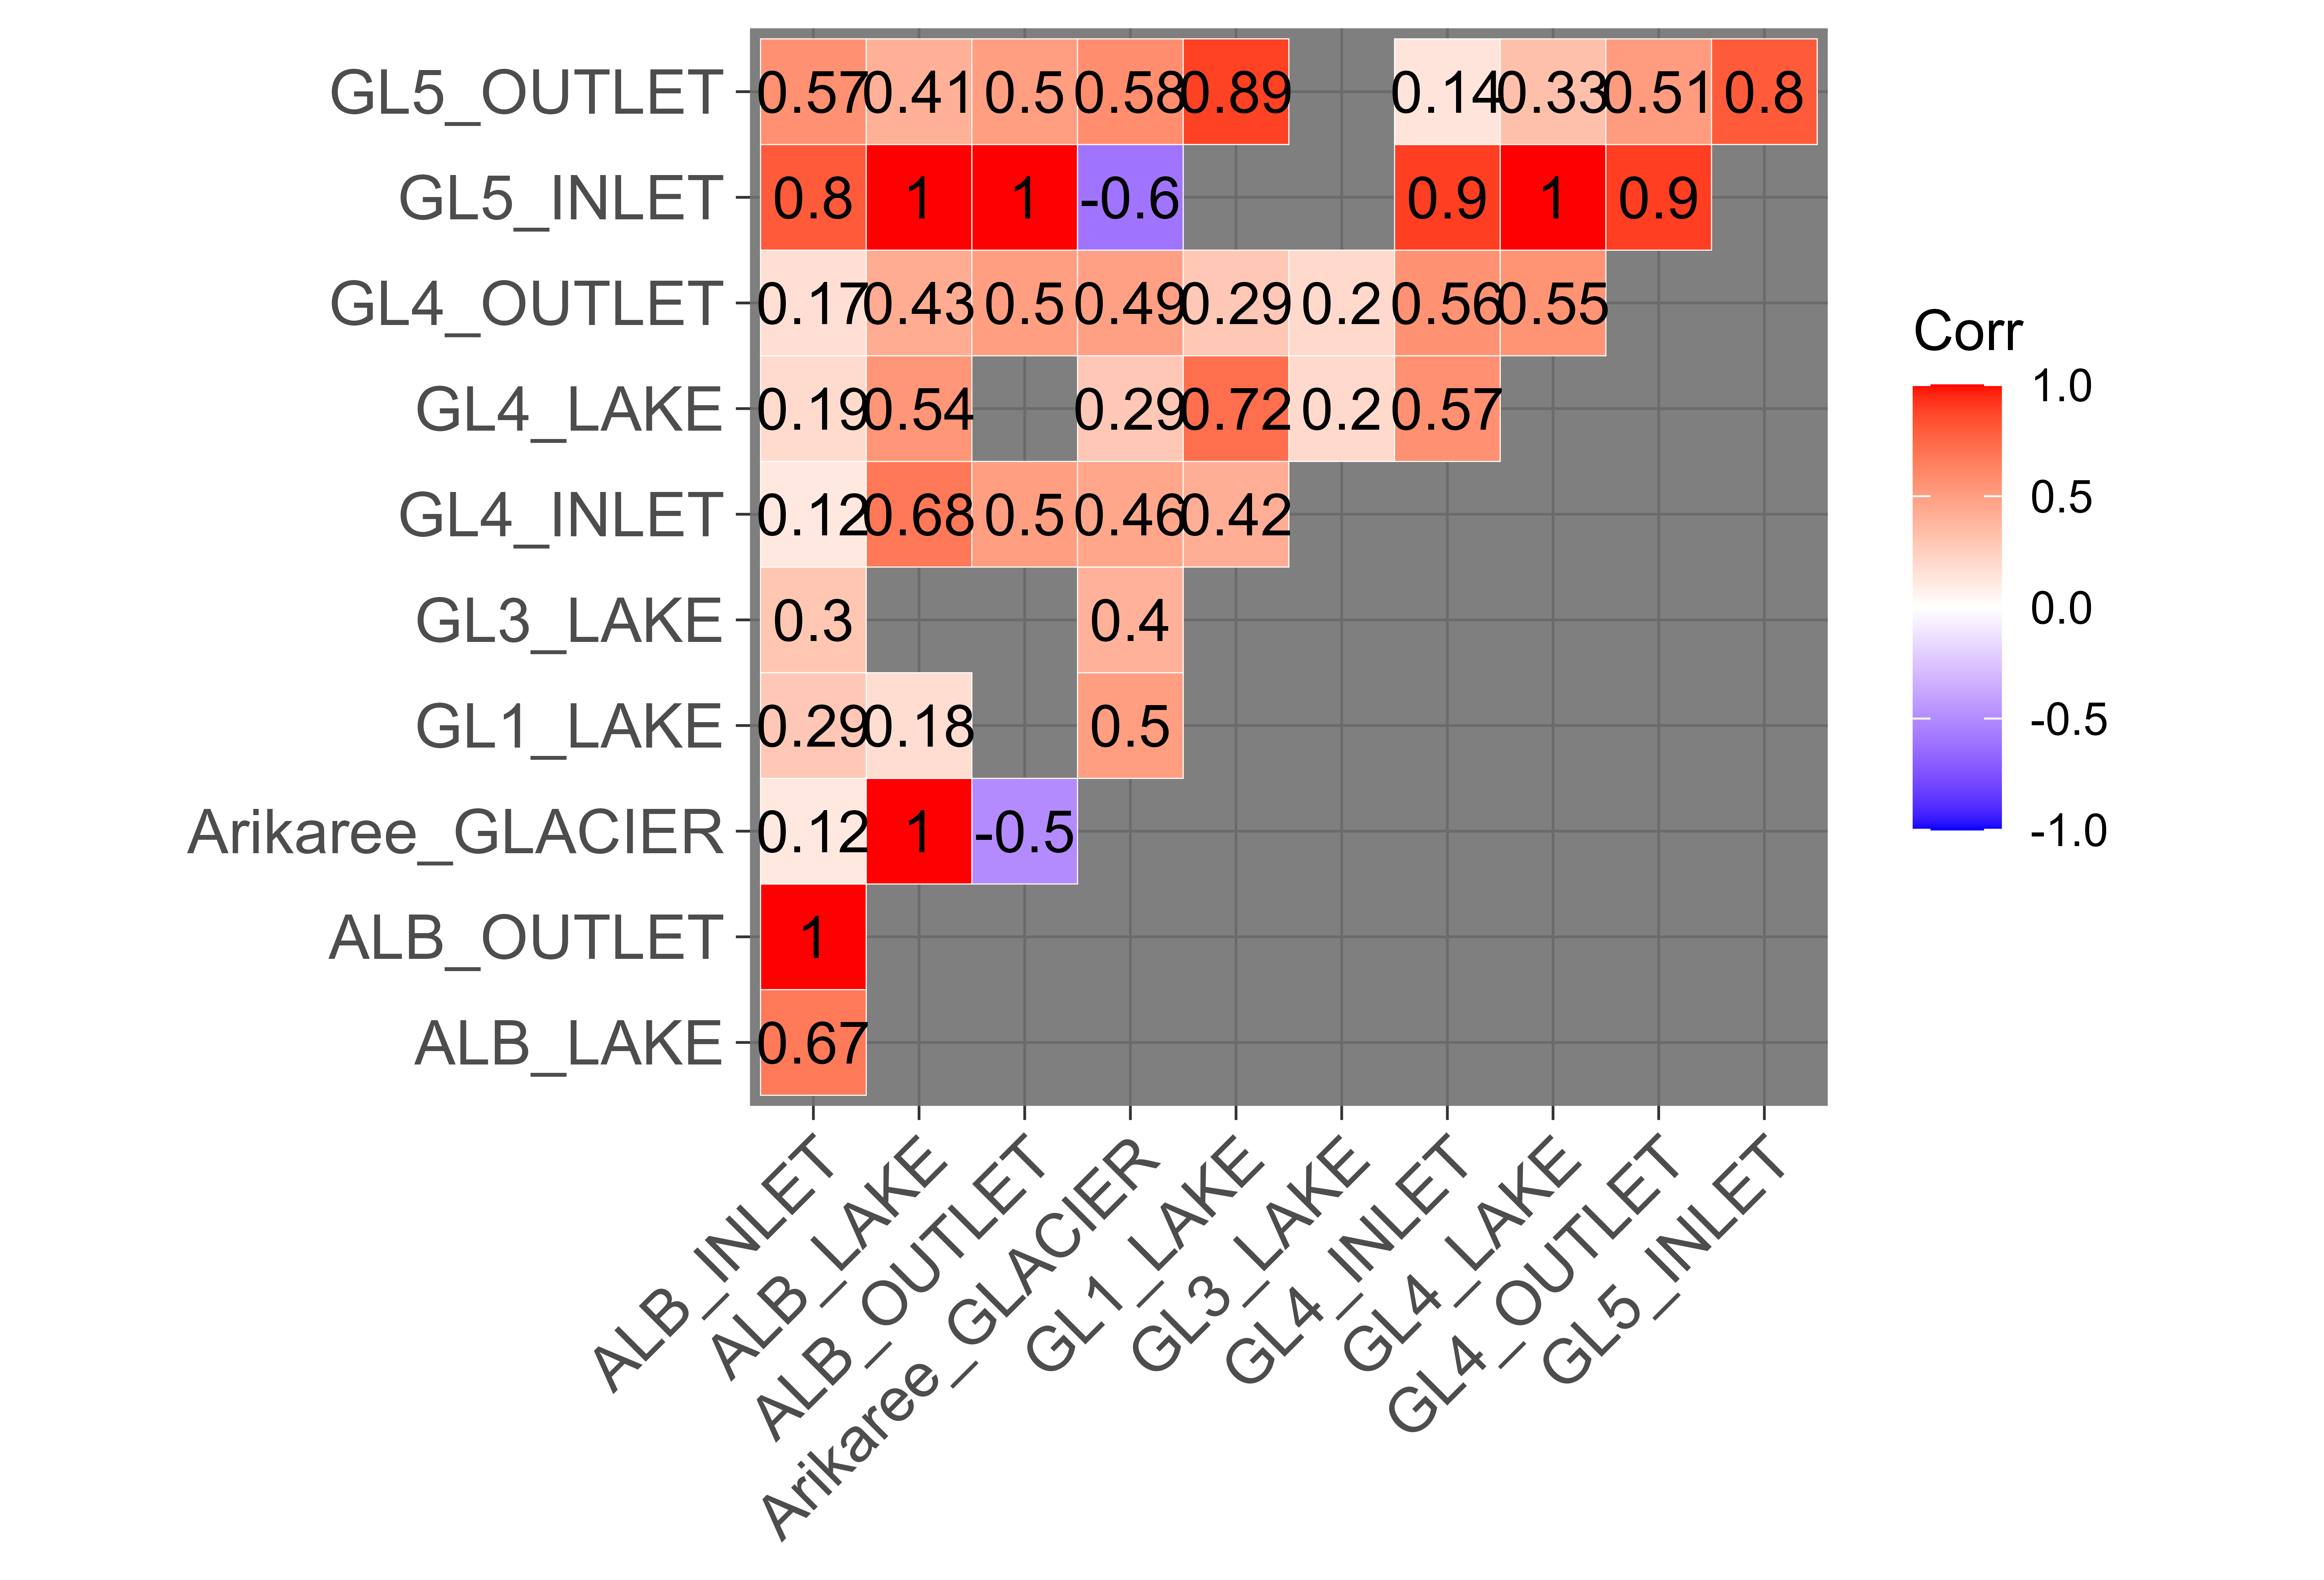 GL5_OUTLET 0.57 0.41 0.5 0.58 0.89 0.14 0.33 0.51 0.8
GL5_INLET 0.8 1 1 -0.6 0.9 1 0.9
GL4_OUTLET 0.17 0.43 0.5 0.49 0.29 0.2 0.56 0.55
GL4_LAKE 0.19 0.54 0.29 0.72 0.2 0.57
GL4_INLET 0.12 0.68 0.5 0.46 0.42
GL3_LAKE 0.3 0.4
GL1_LAKE 0.29 0.18 0.5
Arikaree_GLACIER 0.12 1 -0.5
ALB_OUTLET 1
ALB_LAKE 0.67
ALB_INLET
ALB_LAKE
ALB_OUTLET
Arikaree_GLACIER
GL1_LAKE
GL3_LAKE
GL4_INLET
GL4_LAKE
GL4_OUTLET
GL5_INLET
Corr
1.0
0.5
0.0
-0.5
-1.0